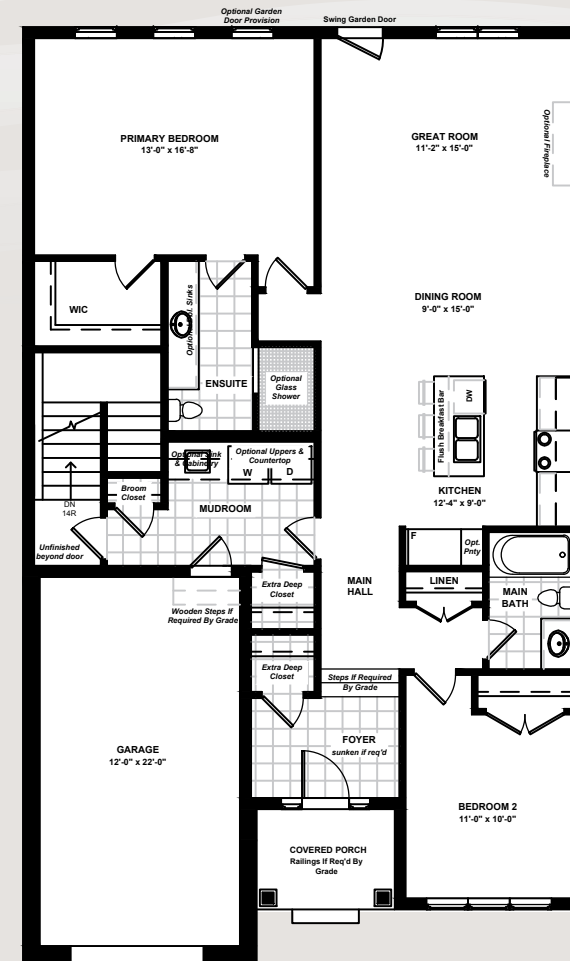 Optional Garden
Door Provision
Swing Garden Door
PRIMARY BEDROOM
13'-0" x 16'-8"
GREAT ROOM
11'-2" x 15'-0"
Optional Fireplace
WIC
Optional Dbl. Sinks
ENSUITE
Optional
Glass
Shower
DINING ROOM
9'-0" x 15'-0"
Flush Breakfast Bar
DW
KITCHEN
12'-4" x 9'-0"
Optional Sink
& Cabinetry
Optional Uppers &
Countertop
W
D
Broom
Closet
MUDROOM
DN
14R
Unfinished
beyond door
F
Opt.
Pnty
LINEN
MAIN
BATH
MAIN
HALL
Extra Deep
Closet
Wooden Steps If
Required By Grade
Extra Deep
Closet
Steps If Required
By Grade
FOYER
sunken if req'd
GARAGE
12'-0" x 22'-0"
BEDROOM 2
11'-0" x 10'-0"
COVERED PORCH
Railings If Req'd By
Grade